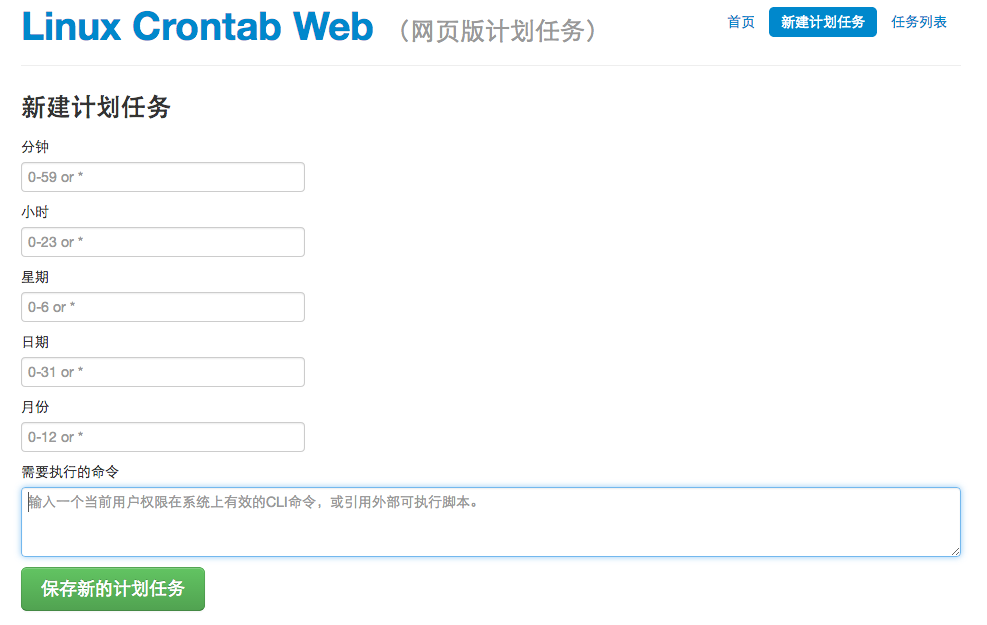 Linux Crontab Web （网页版计划任务）
首页 新建计划任务 任务列表
新建计划任务
分钟
0-59 or *
小时
0-23 or *
星期
0-6 or *
日期
0-31 or *
月份
0-12 or *
需要执行的命令
输入一个当前用户权限在系统上有效的CLI命令，或引用外部可执行脚本。
保存新的计划任务